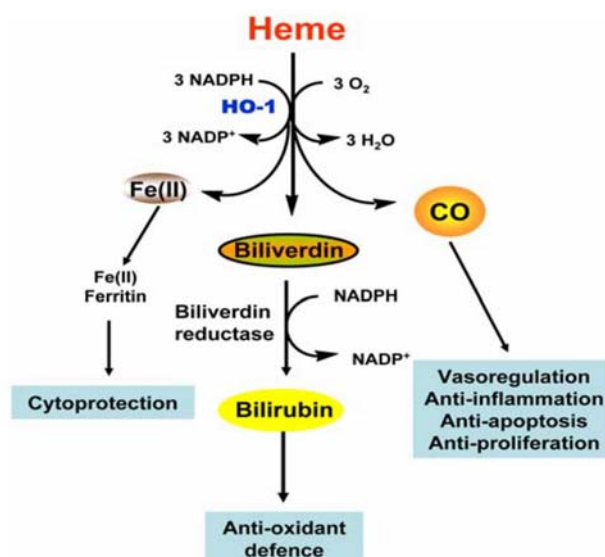 Heme
3 NADPH
3 O₂
HO-1
3 NADP⁺
3 H₂O
Fe(II)
CO
Biliverdin
Fe(II)
Ferritin
Biliverdin
reductase
NADPH
NADP⁺
Cytoprotection
Bilirubin
Vasoregulation
Anti-inflammation
Anti-apoptosis
Anti-proliferation
Anti-oxidant
defence